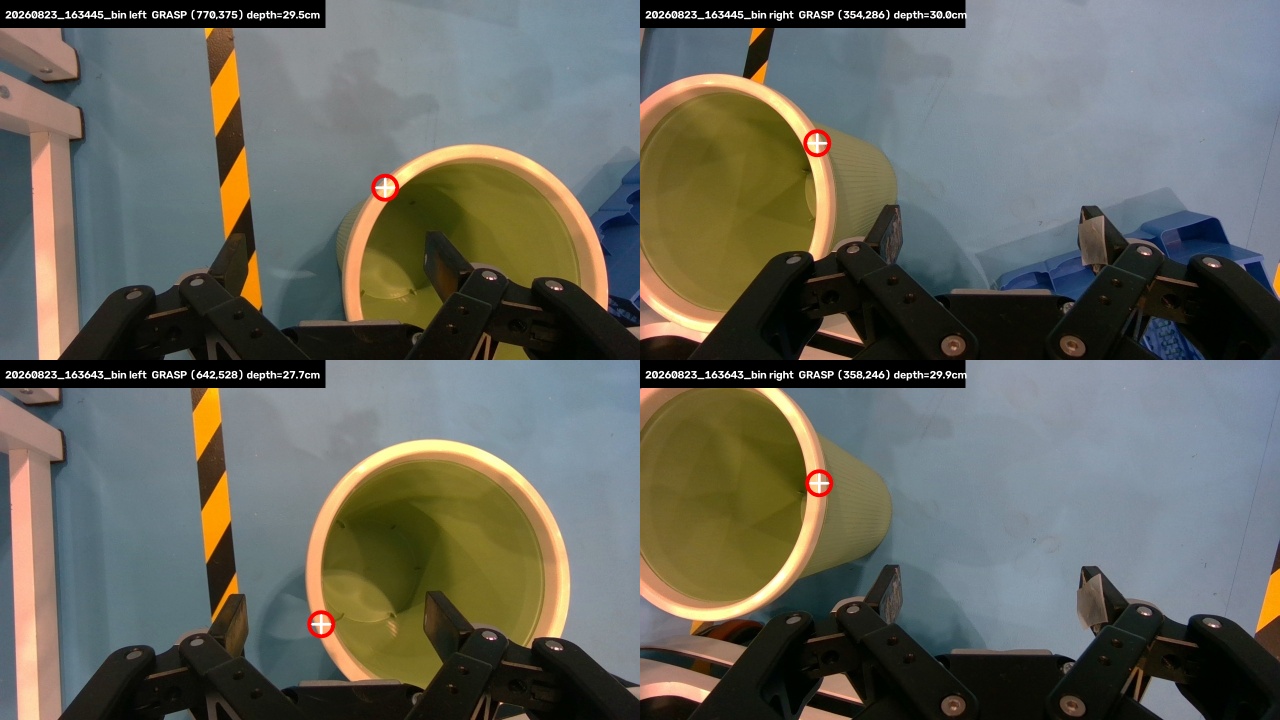 20260823_163445_bin left GRASP (770,375) depth=29.5cm
20260823_163445_bin right GRASP (354,286) depth=30.0cm
20260823_163643_bin left GRASP (642,528) depth=27.7cm
20260823_163643_bin right GRASP (358,246) depth=29.9cm